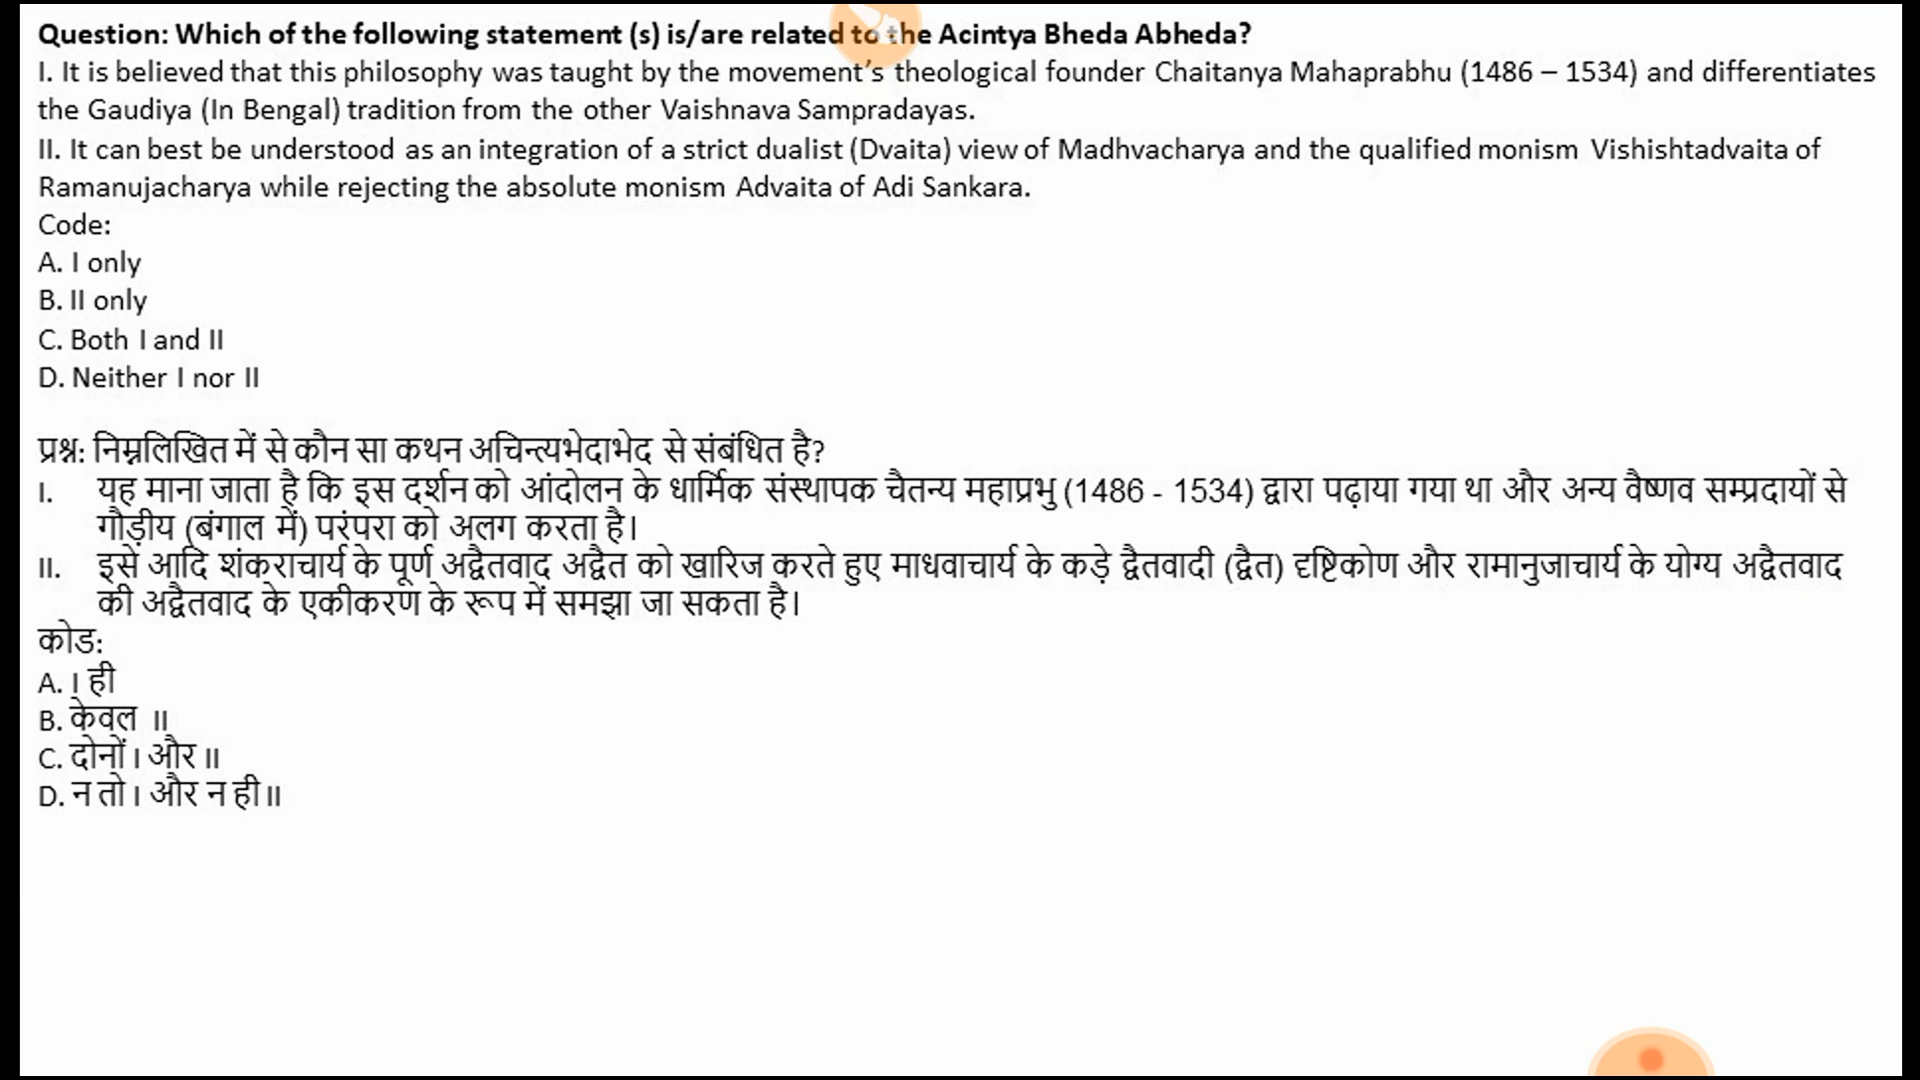 Question: Which of the following statement (s) is/are related to the Acintya Bheda Abheda?
I. It is believed that this philosophy was taught by the movement’s theological founder Chaitanya Mahaprabhu (1486 – 1534) and differentiates
the Gaudiya (In Bengal) tradition from the other Vaishnava Sampradayas.
II. It can best be understood as an integration of a strict dualist (Dvaita) view of Madhvacharya and the qualified monism Vishishtadvaita of
Ramanujacharya while rejecting the absolute monism Advaita of Adi Sankara.
Code:
A. I only
B. II only
C. Both I and II
D. Neither I nor II
प्रश्न: निम्नलिखित में से कौन सा कथन अचिन्त्यभेदाभेद से संबंधित है?
I. यह माना जाता है कि इस दर्शन को आंदोलन के धार्मिक संस्थापक चैतन्य महाप्रभु (1486 - 1534) द्वारा पढ़ाया गया था और अन्य वैष्णव सम्प्रदायों से
गौड़ीय (बंगाल में) परंपरा को अलग करता है।
II. इसे आदि शंकराचार्य के पूर्ण अद्वैतवाद अद्वैत को खारिज करते हुए माधवाचार्य के कड़े द्वैतवादी (द्वैत) दृष्टिकोण और रामानुजाचार्य के योग्य अद्वैतवाद
की अद्वैतवाद के एकीकरण के रूप में समझा जा सकता है।
कोड:
A. I ही
B. केवल II
C. दोनों I और II
D. न तो I और न ही II